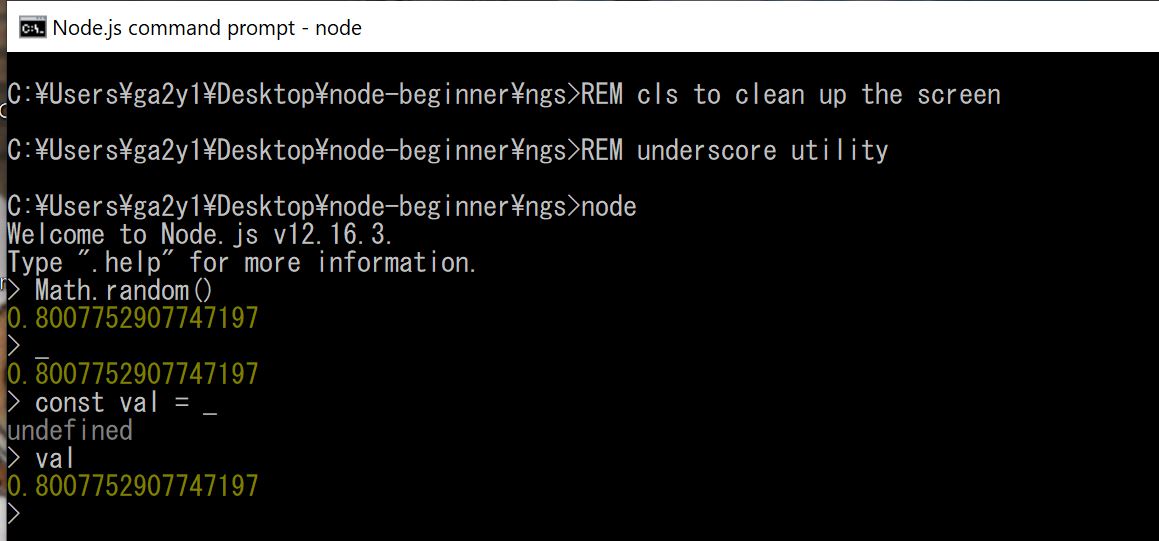 Node.js command prompt - node
C:¥Users¥ga2y1¥Desktop¥node-beginner¥ngs>REM cls to clean up the screen
C:¥Users¥ga2y1¥Desktop¥node-beginner¥ngs>REM underscore utility
C:¥Users¥ga2y1¥Desktop¥node-beginner¥ngs>node
Welcome to Node.js v12.16.3.
Type ".help" for more information.
> Math.random()
0.8007752907747197
> _
0.8007752907747197
> const val = _
undefined
> val
0.8007752907747197
>